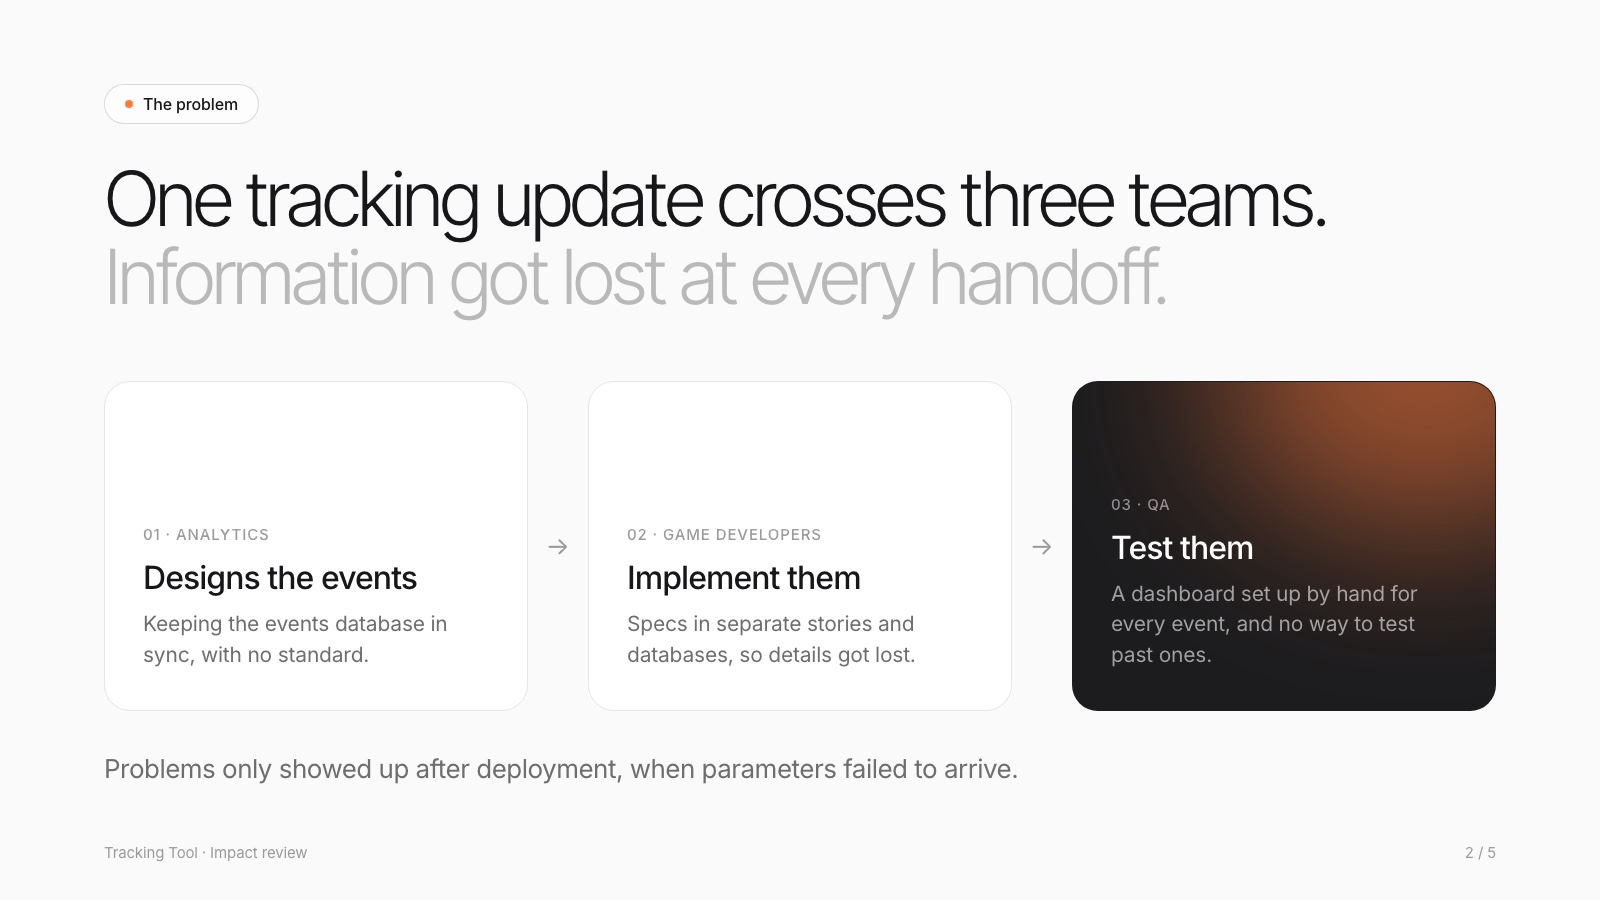 The problem
One tracking update crosses three teams.
Information got lost at every handoff.
01 · ANALYTICS
Designs the events
Keeping the events database in
sync, with no standard.
→
02 · GAME DEVELOPERS
Implement them
Specs in separate stories and
databases, so details got lost.
→
03 · QA
Test them
A dashboard set up by hand for
every event, and no way to test
past ones.
Problems only showed up after deployment, when parameters failed to arrive.
Tracking Tool · Impact review
2 / 5